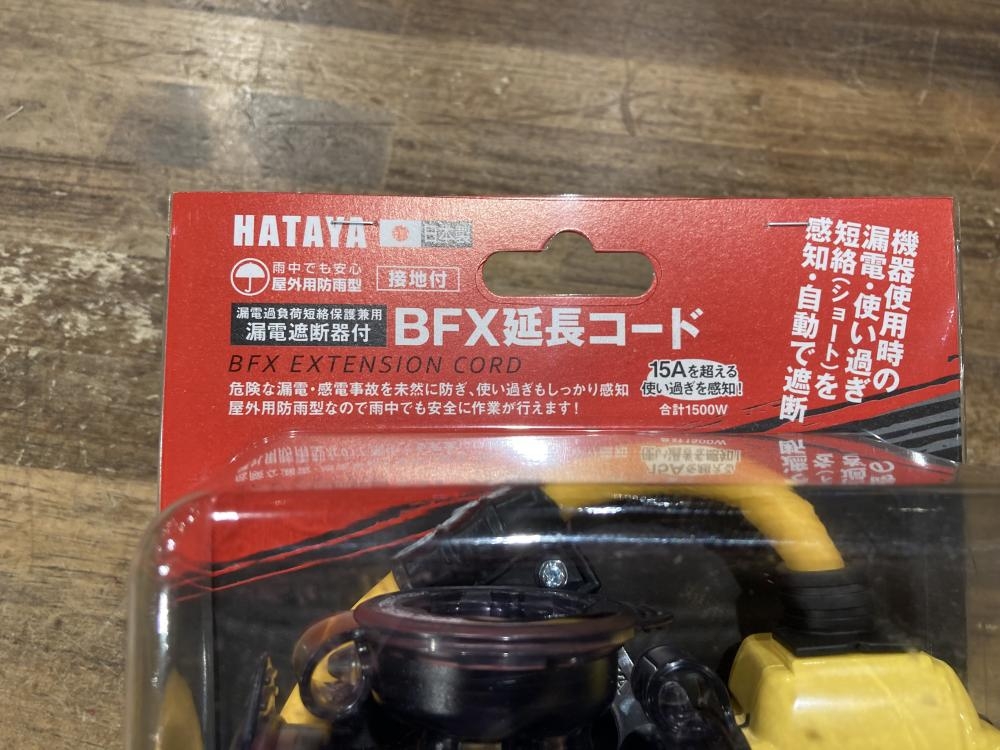 HATAYA 日本製
雨中でも安心
屋外用防雨型
接地付
漏電過負荷短絡保護兼用
漏電遮断器付
BFX延長コード
BFX EXTENSION CORD
危険な漏電・感電事故を未然に防ぎ、使い過ぎもしっかり感知
屋外用防雨型なので雨中でも安全に作業が行えます!
15Aを超える
使い過ぎを感知!
合計1500W
機器使用時の
漏電・使い過ぎ
短絡(ショート)を
感知・自動で遮断